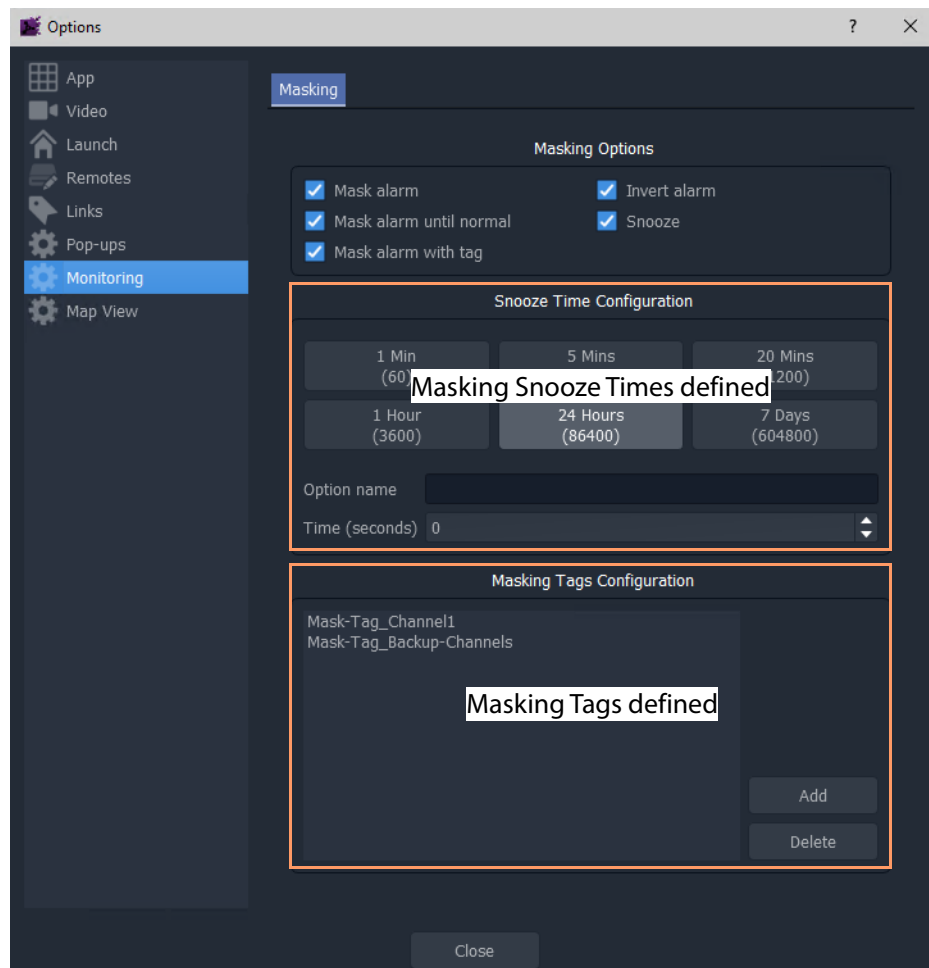 Options
?
App
Video
Launch
Remotes
Links
Pop-ups
Monitoring
Map View
Masking
Masking Options
Mask alarm
Invert alarm
Mask alarm until normal
Snooze
Mask alarm with tag
Snooze Time Configuration
1 Min
(60)
5 Mins
20 Mins
1200)
Masking Snooze Times defined
1 Hour
(3600)
24 Hours
(86400)
7 Days
(604800)
Option name
Time (seconds) 0
Masking Tags Configuration
Mask-Tag_Channel1
Mask-Tag_Backup-Channels
Masking Tags defined
Add
Delete
Close